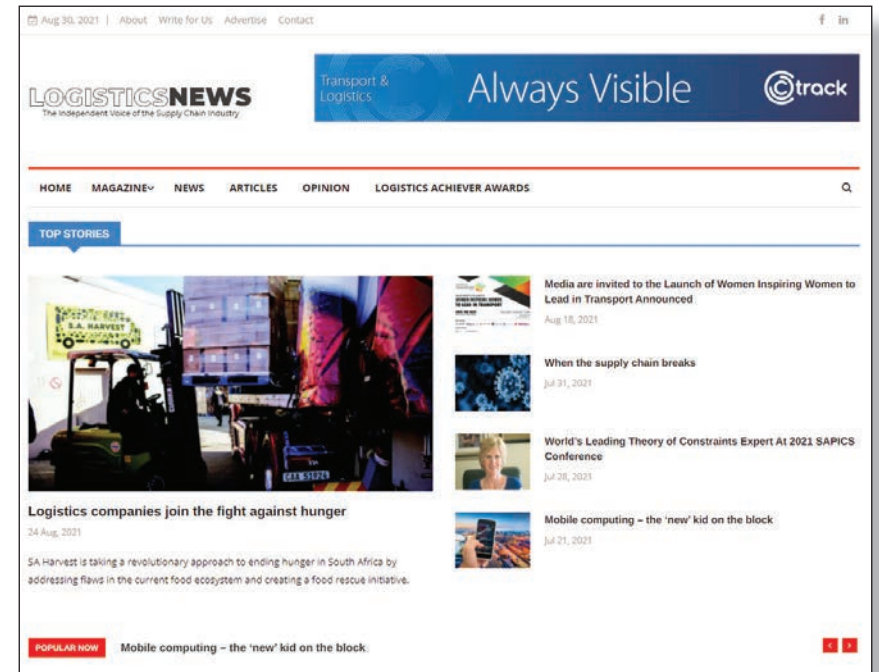 Aug 30, 2021 | About Write for Us Advertise Contact
f in
LOGISTICSNEWS
The Independent Voice of the Supply Chain Industry
Transport &
Logistics
Always Visible
Ctrack
HOME MAGAZINE NEWS ARTICLES OPINION LOGISTICS ACHIEVER AWARDS
TOP STORIES
S.A. HARVEST
CAA 51924
Logistics companies join the fight against hunger
24 Aug, 2021
SA Harvest is taking a revolutionary approach to ending hunger in South Africa by
addressing flaws in the current food ecosystem and creating a food rescue initiative.
Media are invited to the Launch of Women Inspiring Women to
Lead in Transport Announced
Aug 18, 2021
When the supply chain breaks
Jul 31, 2021
World's Leading Theory of Constraints Expert At 2021 SAPICS
Conference
Jul 28, 2021
Mobile computing – the ‘new’ kid on the block
Jul 21, 2021
POPULAR NOW Mobile computing – the ‘new’ kid on the block